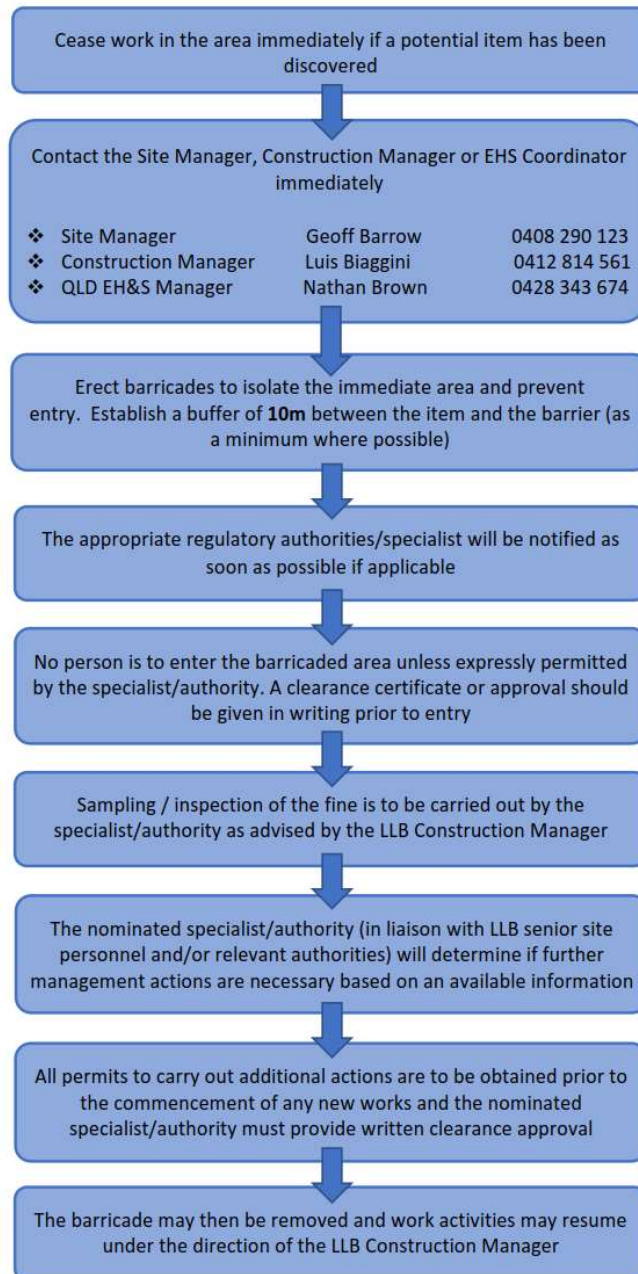 Cease work in the area immediately if a potential item has been
discovered
Contact the Site Manager, Construction Manager or EHS Coordinator
immediately
❖ Site Manager Geoff Barrow 0408 290 123
❖ Construction Manager Luis Biaggini 0412 814 561
❖ QLD EH&S Manager Nathan Brown 0428 343 674
Erect barricades to isolate the immediate area and prevent
entry. Establish a buffer of 10m between the item and the barrier (as
a minimum where possible)
The appropriate regulatory authorities/specialist will be notified as
soon as possible if applicable
No person is to enter the barricaded area unless expressly permitted
by the specialist/authority. A clearance certificate or approval should
be given in writing prior to entry
Sampling / inspection of the fine is to be carried out by the
specialist/authority as advised by the LLB Construction Manager
The nominated specialist/authority (in liaison with LLB senior site
personnel and/or relevant authorities) will determine if further
management actions are necessary based on an available information
All permits to carry out additional actions are to be obtained prior to
the commencement of any new works and the nominated
specialist/authority must provide written clearance approval
The barricade may then be removed and work activities may resume
under the direction of the LLB Construction Manager